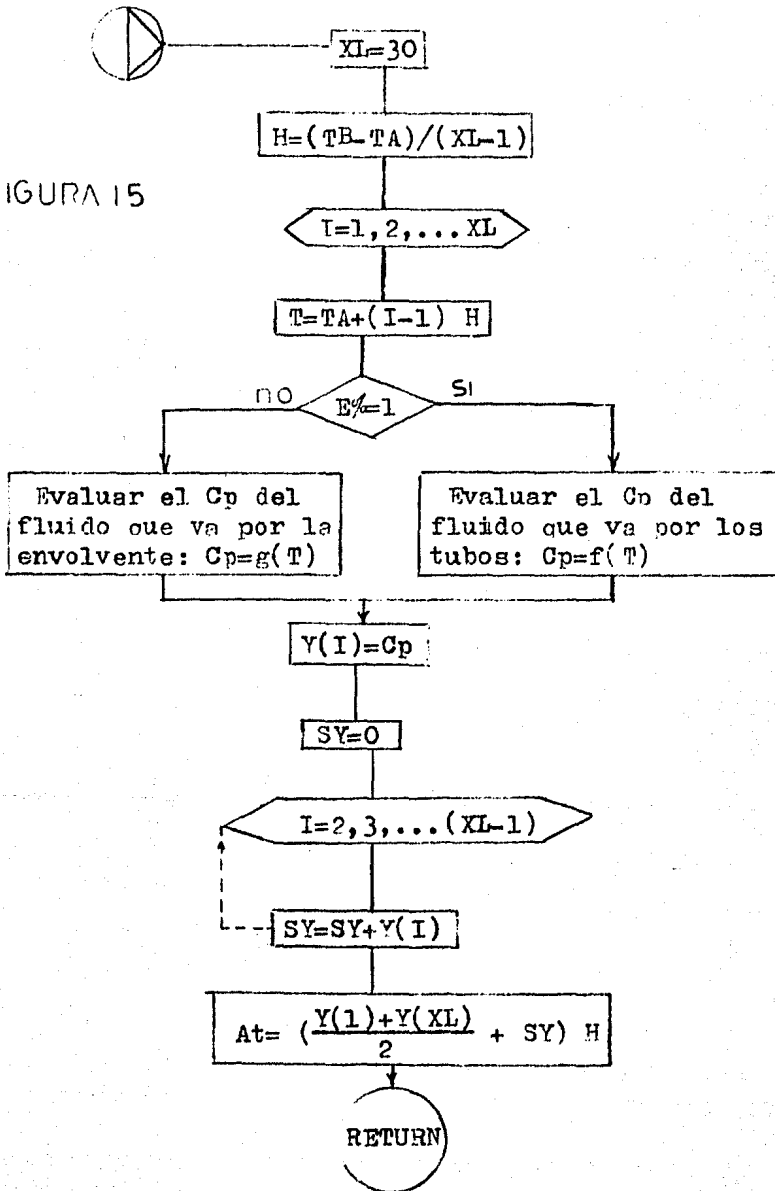 XL=30
H=(TB-TA)/(XL-1)
IGURA 15
I=1,2,...XL
T=TA+(I-1) H
no
SI
E%=1
Evaluar el Cp del
fluido que va por la
envolvente: Cp=g(T)
Evaluar el Cp del
fluido que va por los
tubos: Cp=f(T)
Y(I)=Cp
SY=0
I=2,3,...(XL-1)
SY=SY+Y(I)
At= (Y(1)+Y(XL)/2 + SY) H
RETURN